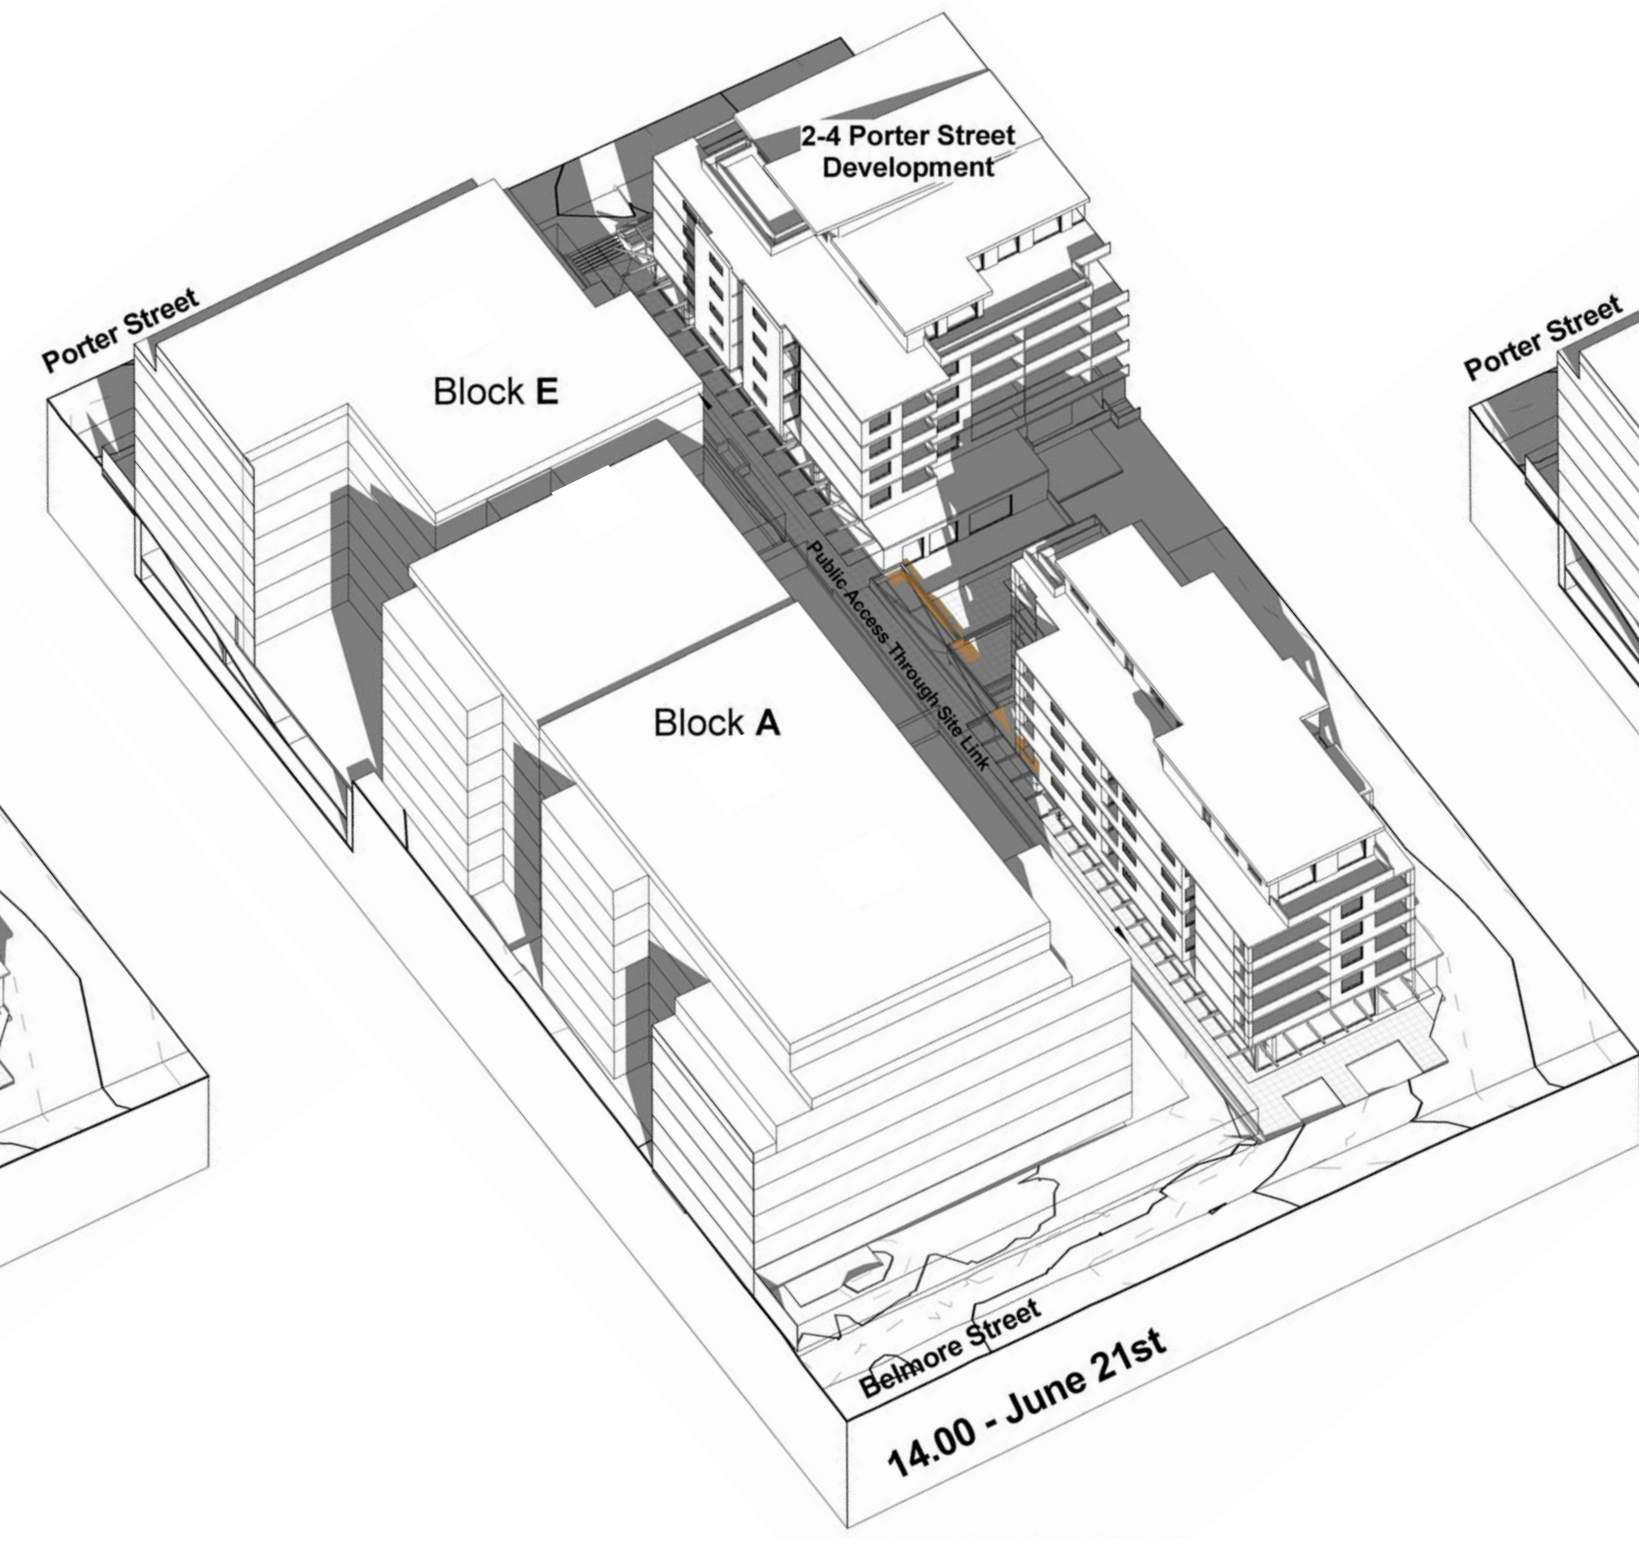 2-4 Porter Street
Development
Porter Street
Porter Street
Block E
Public Access Through Site Link
Block A
Belmore Street
14.00 - June 21st